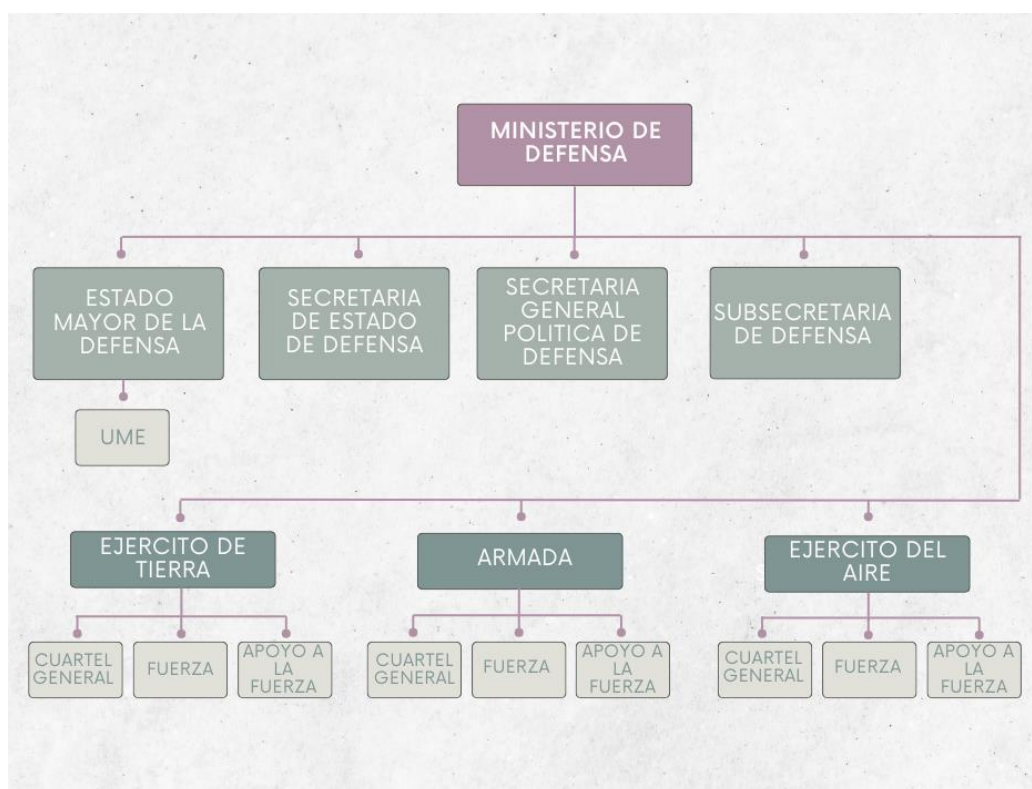 MINISTERIO DE
DEFENSA
ESTADO
MAYOR DE LA
DEFENSA
SECRETARIA
DE ESTADO
DE DEFENSA
SECRETARIA
GENERAL
POLITICA DE
DEFENSA
SUBSECRETARIA
DE DEFENSA
UME
EJERCITO DE
TIERRA
ARMADA
EJERCITO DEL
AIRE
CUARTEL
GENERAL
FUERZA
APOYO A
LA
FUERZA
CUARTEL
GENERAL
FUERZA
APOYO A
LA
FUERZA
CUARTEL
GENERAL
FUERZA
APOYO A
LA
FUERZA